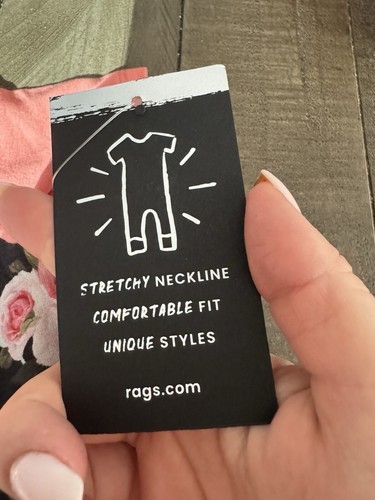 STRETCHY NECKLINE
COMFORTABLE FIT
UNIQUE STYLES
rags.com